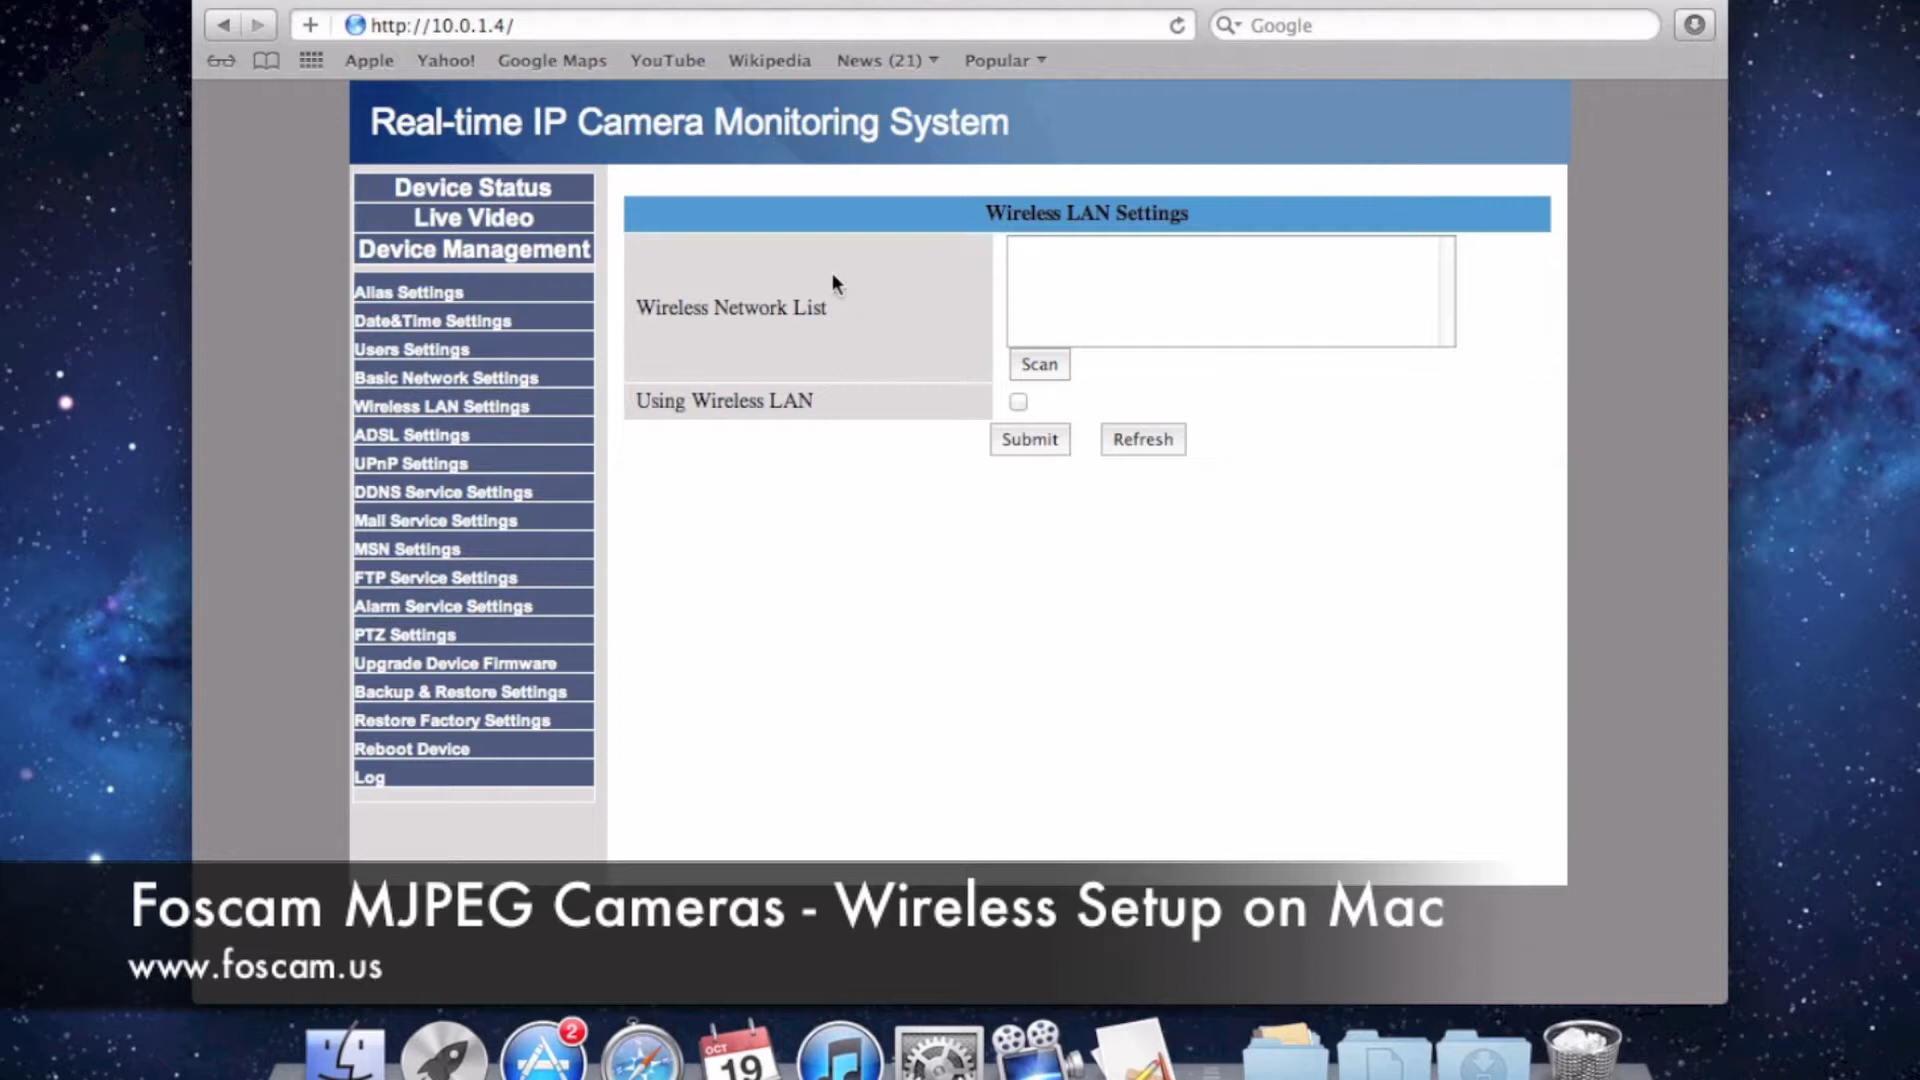 http://10.0.1.4/
Google
Apple Yahoo! Google Maps YouTube Wikipedia News (21) Popular
Real-time IP Camera Monitoring System
Device Status
Live Video
Device Management
Alias Settings
Date&Time Settings
Users Settings
Basic Network Settings
Wireless LAN Settings
ADSL Settings
UPnP Settings
DDNS Service Settings
Mail Service Settings
MSN Settings
FTP Service Settings
Alarm Service Settings
PTZ Settings
Upgrade Device Firmware
Backup & Restore Settings
Restore Factory Settings
Reboot Device
Log
Wireless LAN Settings
Wireless Network List
Scan
Using Wireless LAN
Submit Refresh
Foscam MJPEG Cameras - Wireless Setup on Mac
www.foscam.us
2
OCT
19